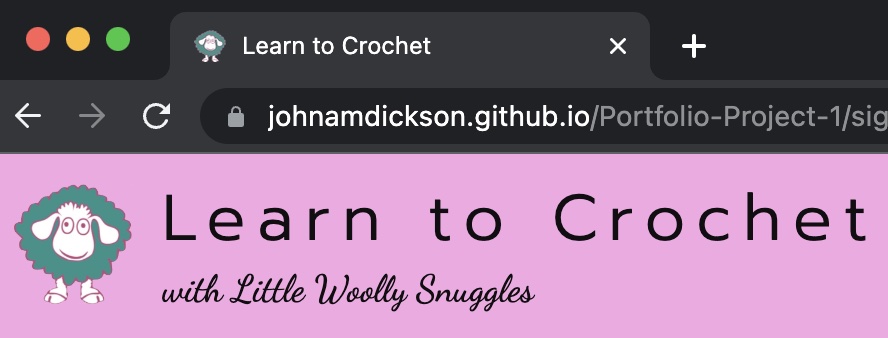 Learn to Crochet
johnamdickson.github.io/Portfolio-Project-1/sig
Learn to Crochet
with Little Woolly Snuggles